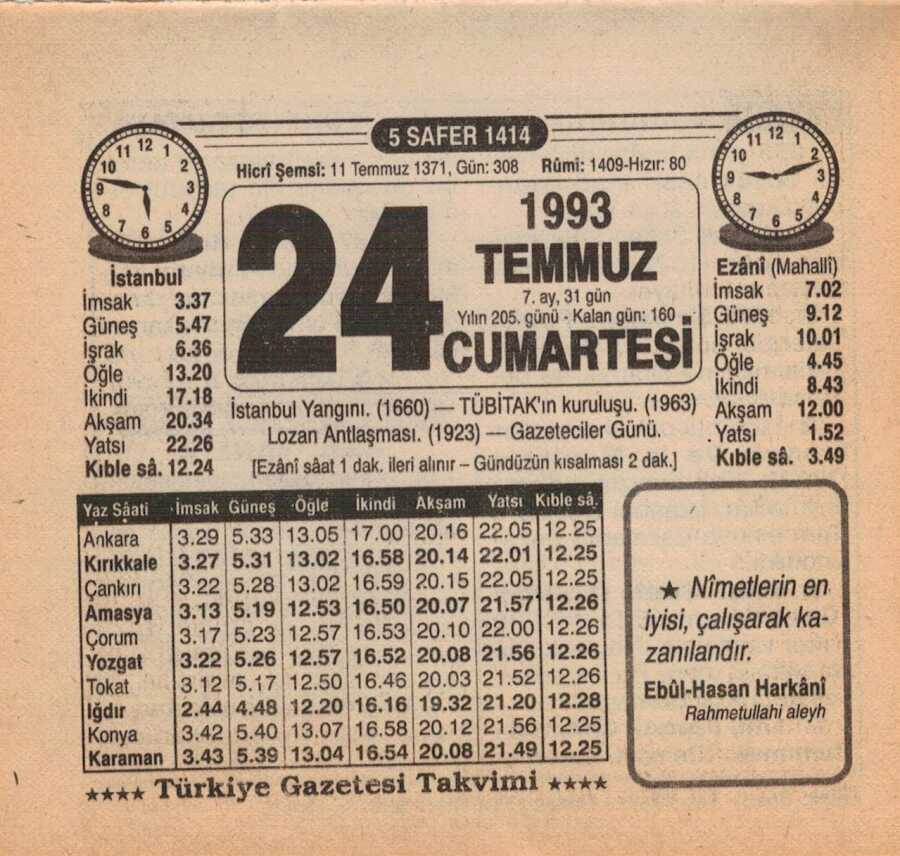 5 SAFER 1414
Hicrî Şemsî: 11 Temmuz 1371, Gün: 308 Rûmî: 1409-Hızır: 80
24
1993
TEMMUZ
7. ay, 31 gün
Yılın 205. günü - Kalan gün: 160
CUMARTESİ
İstanbul
İmsak 3.37
Güneş 5.47
İşrak 6.36
Öğle 13.20
İkindi 17.18
Akşam 20.34
Yatsı 22.26
Kıble sâ. 12.24
Ezânî (Mahallî)
İmsak 7.02
Güneş 9.12
İşrak 10.01
Öğle 4.45
İkindi 8.43
Akşam 12.00
Yatsı 1.52
Kıble sâ. 3.49
İstanbul Yangını. (1660) — TÜBİTAK'ın kuruluşu. (1963)
Lozan Antlaşması. (1923) — Gazeteciler Günü.
[Ezânî sâat 1 dak. ileri alınır – Gündüzün kısalması 2 dak.]
Yaz Sâati İmsak Güneş Öğle İkindi Akşam Yatsı Kıble sâ.
Ankara 3.29 5.33 13.05 17.00 20.16 22.05 12.25
Kırıkkale 3.27 5.31 13.02 16.58 20.14 22.01 12.25
Çankırı 3.22 5.28 13.02 16.59 20.15 22.05 12.25
Amasya 3.13 5.19 12.53 16.50 20.07 21.57 12.26
Çorum 3.17 5.23 12.57 16.53 20.10 22.00 12.26
Yozgat 3.22 5.26 12.57 16.52 20.08 21.56 12.26
Tokat 3.12 5.17 12.50 16.46 20.03 21.52 12.26
Iğdır 2.44 4.48 12.20 16.16 19.32 21.20 12.28
Konya 3.42 5.40 13.07 16.58 20.12 21.56 12.25
Karaman 3.43 5.39 13.04 16.54 20.08 21.49 12.25
★ Nîmetlerin en
iyisi, çalışarak ka-
zanılandır.
Ebûl-Hasan Harkânî
Rahmetullahi aleyh
★★★★ Türkiye Gazetesi Takvimi ★★★★